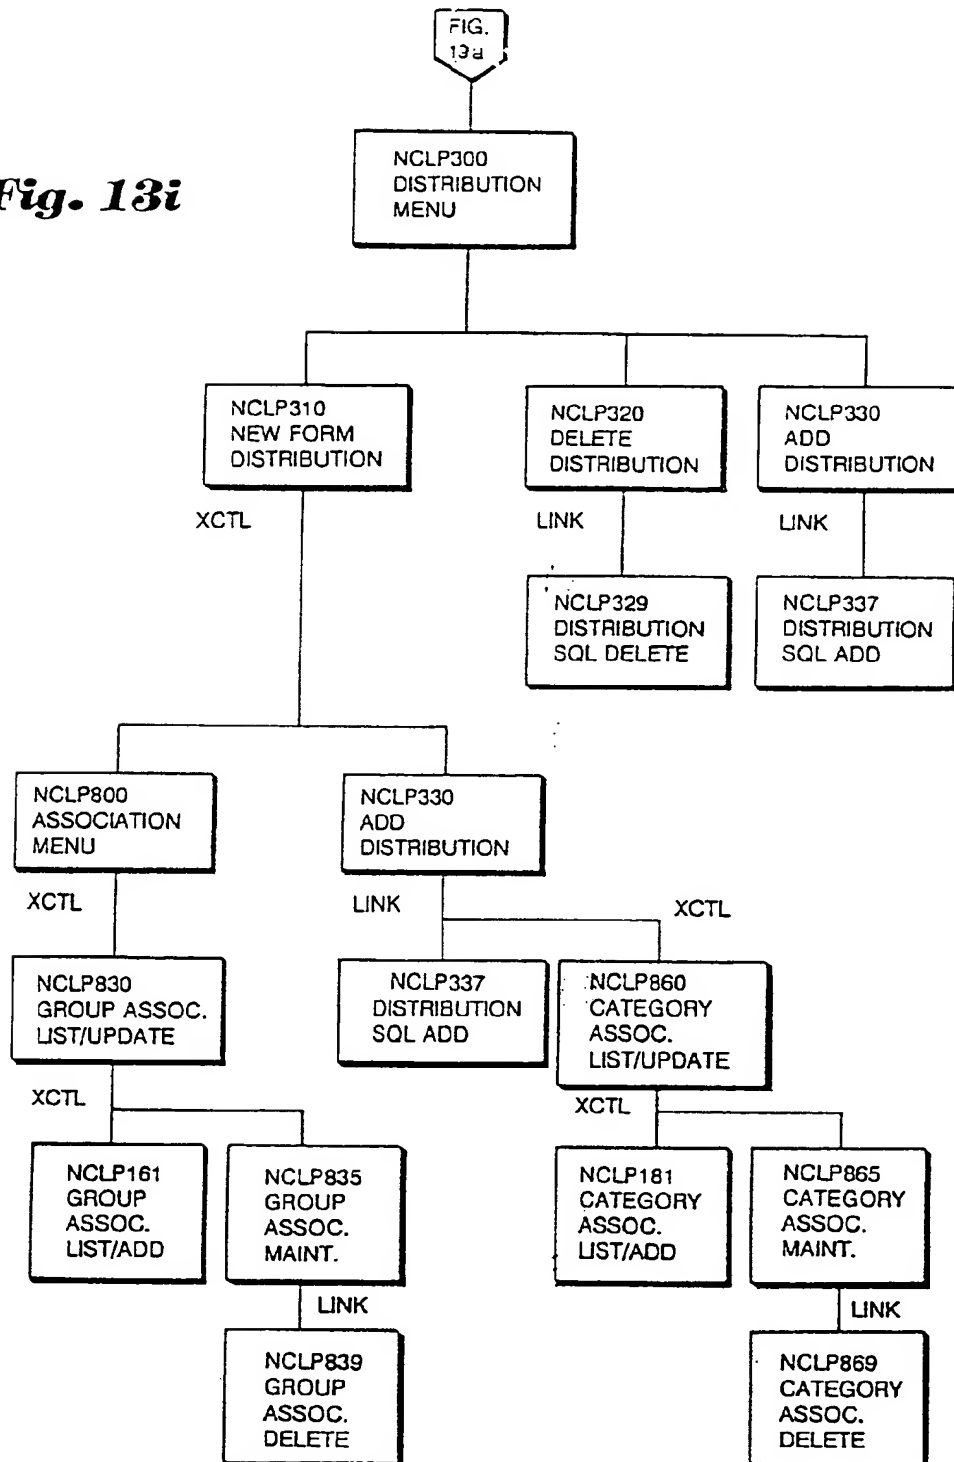 FIG.
13d
Fig. 13i
NCLP300
DISTRIBUTION
MENU
NCLP310
NEW FORM
DISTRIBUTION
NCLP320
DELETE
DISTRIBUTION
NCLP330
ADD
DISTRIBUTION
XCTL
LINK
LINK
NCLP329
DISTRIBUTION
SQL DELETE
NCLP337
DISTRIBUTION
SQL ADD
NCLP800
ASSOCIATION
MENU
NCLP330
ADD
DISTRIBUTION
XCTL
LINK
XCTL
NCLP830
GROUP ASSOC.
LIST/UPDATE
NCLP337
DISTRIBUTION
SQL ADD
NCLP860
CATEGORY
ASSOC.
LIST/UPDATE
XCTL
XCTL
NCLP161
GROUP
ASSOC.
LIST/ADD
NCLP835
GROUP
ASSOC.
MAINT.
NCLP181
CATEGORY
ASSOC.
LIST/ADD
NCLP865
CATEGORY
ASSOC.
MAINT.
LINK
LINK
NCLP839
GROUP
ASSOC.
DELETE
NCLP869
CATEGORY
ASSOC.
DELETE